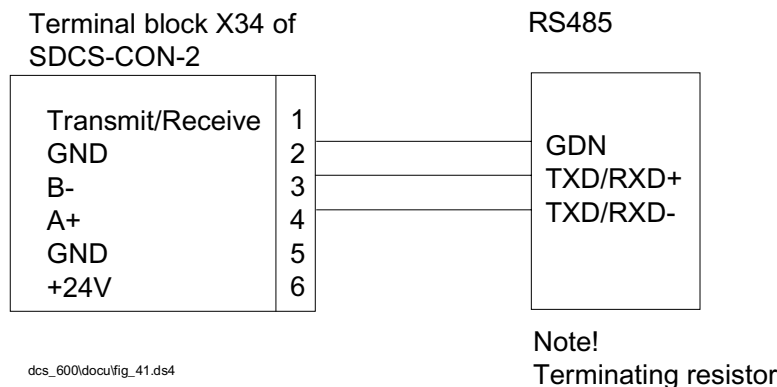 Terminal block X34 of
SDCS-CON-2
Transmit/Receive 1
GND 2
B- 3
A+ 4
GND 5
+24V 6
RS485
GDN
TXD/RXD+
TXD/RXD-
Note!
Terminating resistor
dcs_600\docu\fig_41.ds4